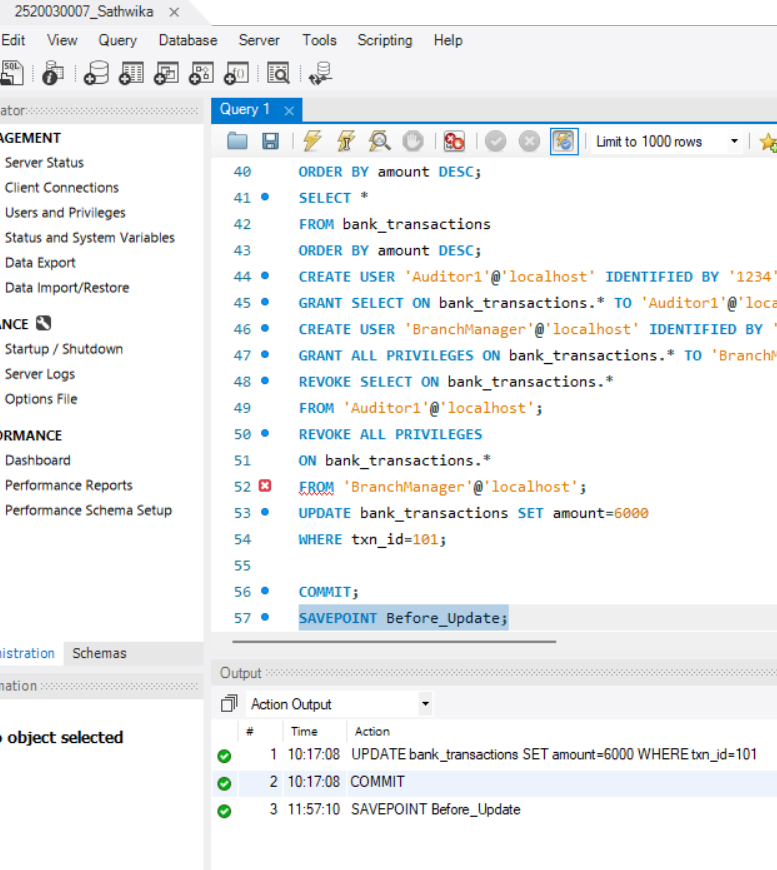 2520030007_Sathwika ×
Edit View Query Database Server Tools Scripting Help
SQL
Query 1 ×
Limit to 1000 rows
AGEMENT
Server Status
Client Connections
Users and Privileges
Status and System Variables
Data Export
Data Import/Restore
Startup / Shutdown
Server Logs
Options File
Dashboard
Performance Reports
Performance Schema Setup
istration Schemas
object selected
40 ORDER BY amount DESC;
41 SELECT *
42 FROM bank_transactions
43 ORDER BY amount DESC;
44 CREATE USER 'Auditor1'@'localhost' IDENTIFIED BY '1234'
45 GRANT SELECT ON bank_transactions.* TO 'Auditor1'@'loca
46 CREATE USER 'BranchManager'@'localhost' IDENTIFIED BY '
47 GRANT ALL PRIVILEGES ON bank_transactions.* TO 'BranchM
48 REVOKE SELECT ON bank_transactions.*
49 FROM 'Auditor1'@'localhost';
50 REVOKE ALL PRIVILEGES
51 ON bank_transactions.*
52 FROM 'BranchManager'@'localhost';
53 UPDATE bank_transactions SET amount=6000
54 WHERE txn_id=101;
55
56 COMMIT;
57 SAVEPOINT Before_Update;
Output
Action Output
# Time Action
1 10:17:08 UPDATE bank_transactions SET amount=6000 WHERE txn_id=101
2 10:17:08 COMMIT
3 11:57:10 SAVEPOINT Before_Update